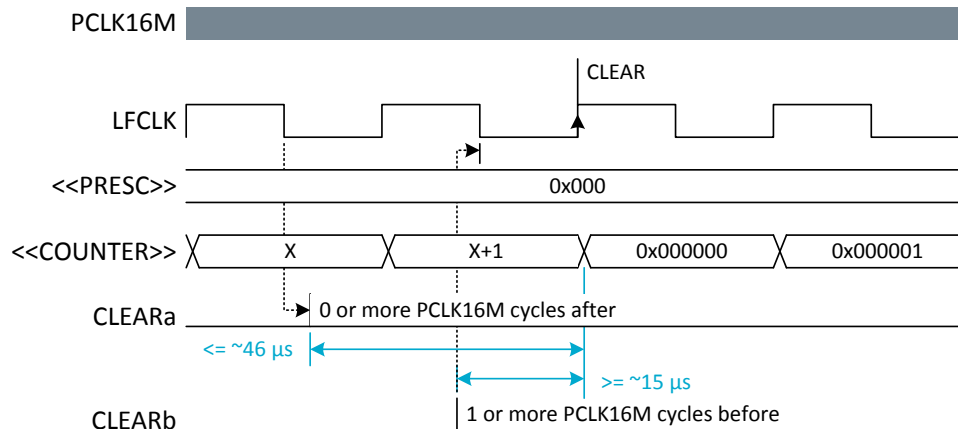 PCLK16M
CLEAR
LFCLK
<<PRESC>>
0x000
<<COUNTER>>
X
X+1
0x000000
0x000001
CLEARa
0 or more PCLK16M cycles after
<= ~46 µs
>= ~15 µs
CLEARb
1 or more PCLK16M cycles before